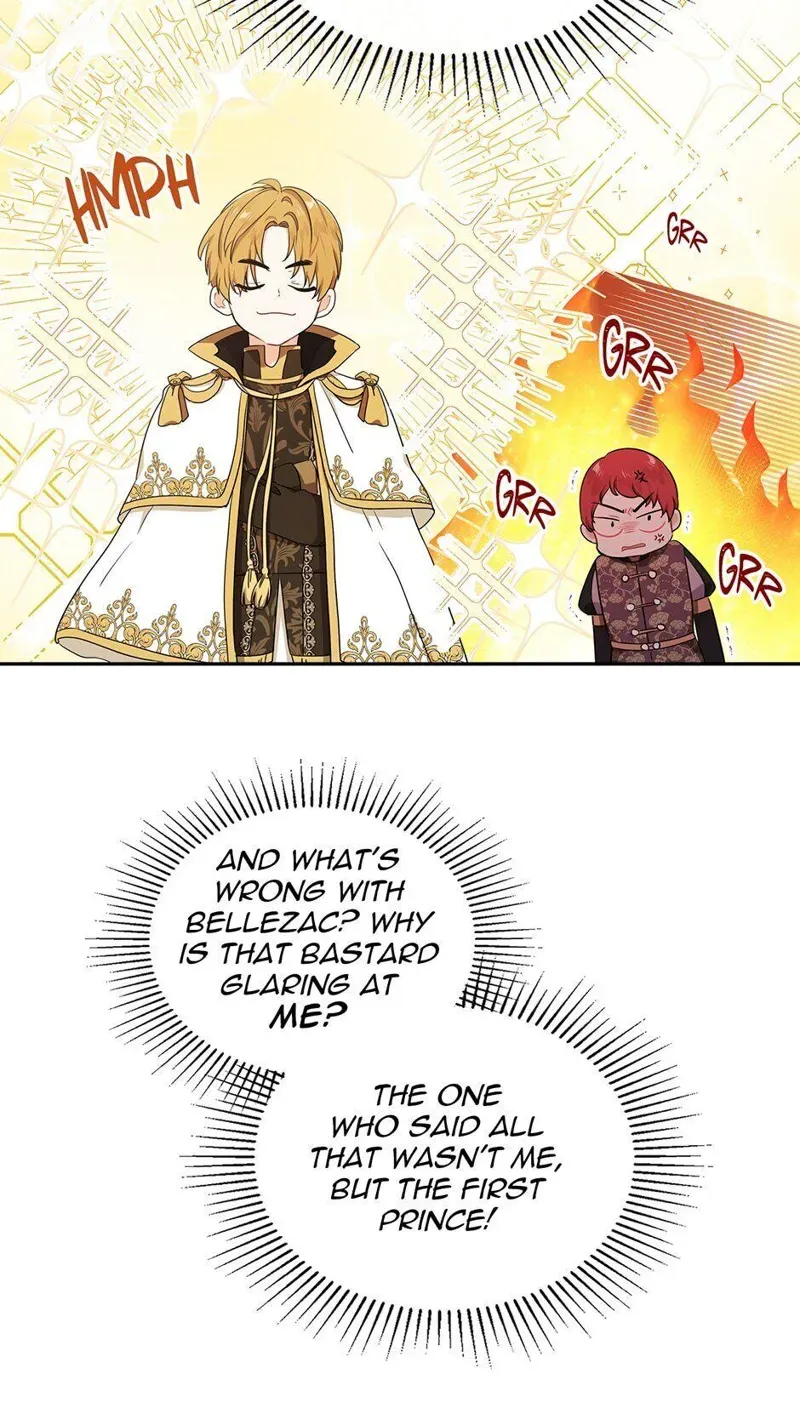 HMPH
GRR
GRR
GRR
GRR
AND WHAT'S
WRONG WITH
BELLEZAC? WHY
IS THAT BASTARD
GLARING AT
ME?
THE ONE
WHO SAID ALL
THAT WASN'T ME,
BUT THE FIRST
PRINCE!